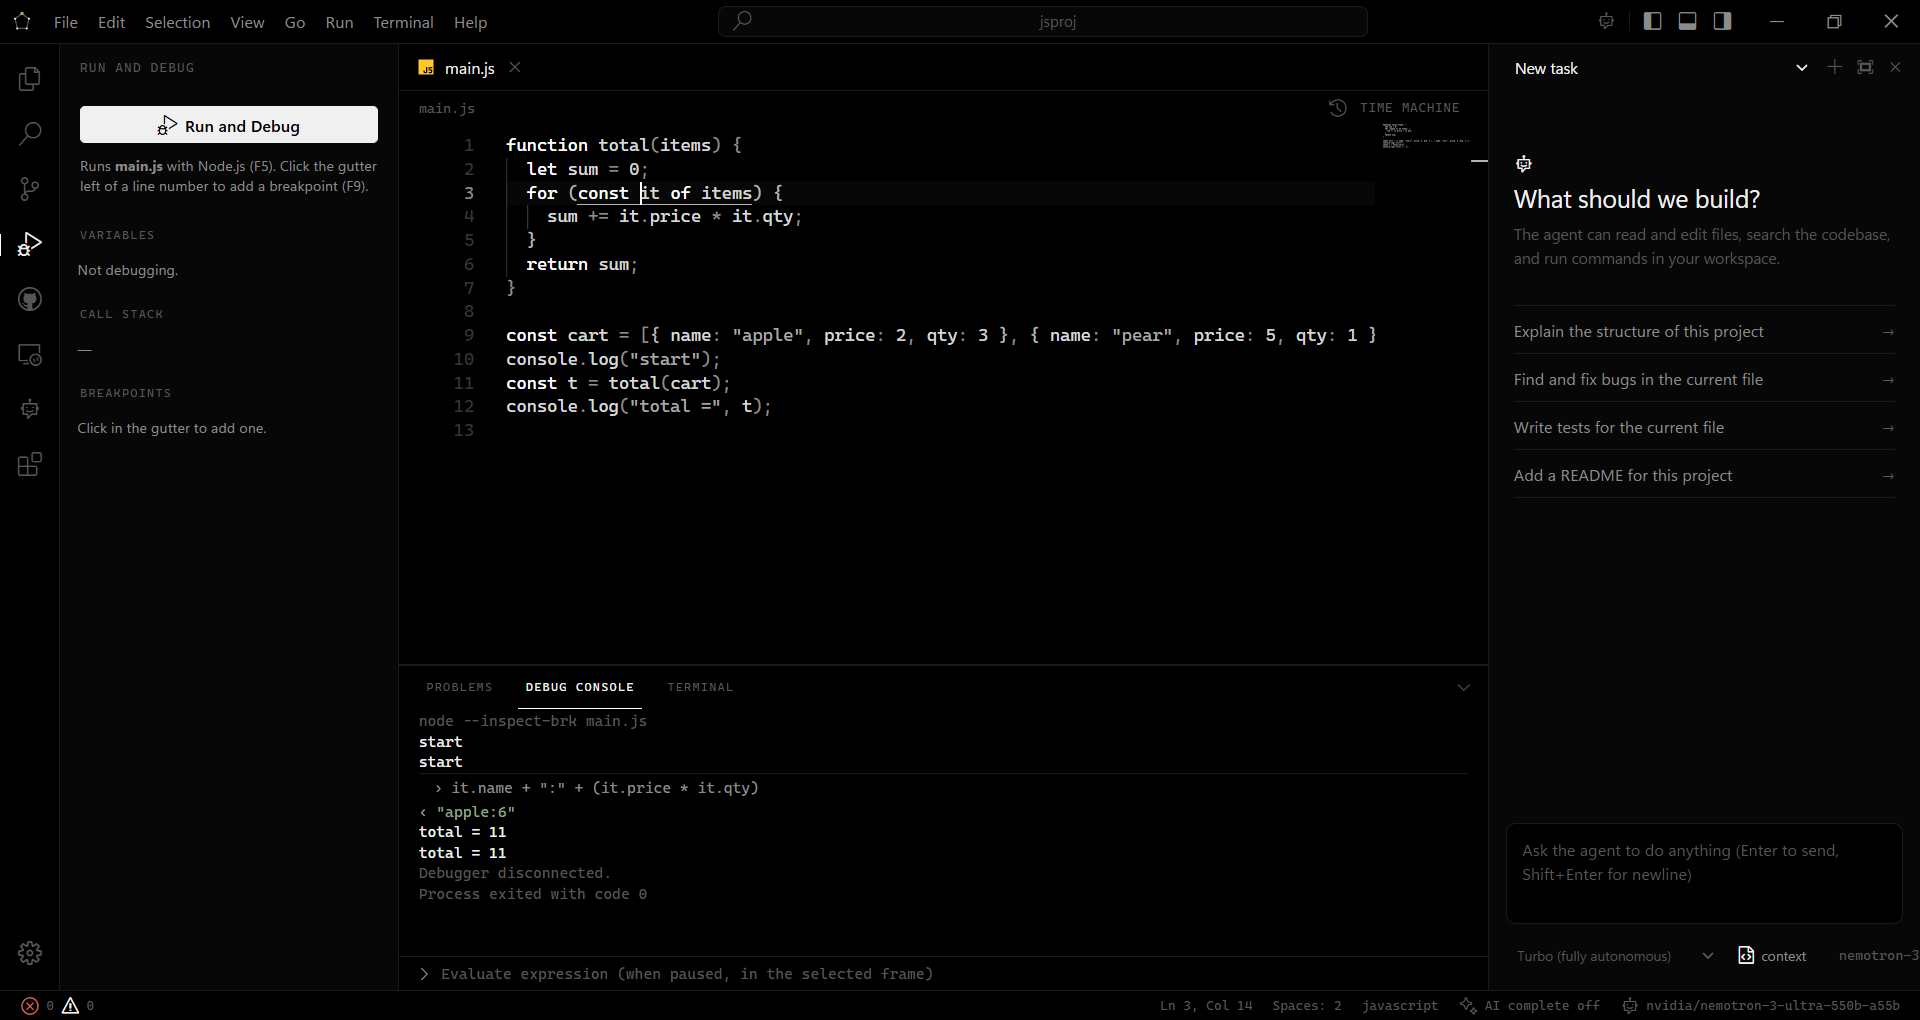 File Edit Selection View Go Run Terminal Help
jsproj
RUN AND DEBUG
Run and Debug
Runs main.js with Node.js (F5). Click the gutter
left of a line number to add a breakpoint (F9).
VARIABLES
Not debugging.
CALL STACK
—
BREAKPOINTS
Click in the gutter to add one.
JS main.js
main.js
TIME MACHINE
1 function total(items) {
2 let sum = 0;
3 for (const it of items) {
4 sum += it.price * it.qty;
5 }
6 return sum;
7 }
8
9 const cart = [{ name: "apple", price: 2, qty: 3 }, { name: "pear", price: 5, qty: 1 }
10 console.log("start");
11 const t = total(cart);
12 console.log("total =", t);
13
PROBLEMS DEBUG CONSOLE TERMINAL
node --inspect-brk main.js
start
start
› it.name + ":" + (it.price * it.qty)
‹ "apple:6"
total = 11
total = 11
Debugger disconnected.
Process exited with code 0
Evaluate expression (when paused, in the selected frame)
New task
What should we build?
The agent can read and edit files, search the codebase,
and run commands in your workspace.
Explain the structure of this project →
Find and fix bugs in the current file →
Write tests for the current file →
Add a README for this project →
Ask the agent to do anything (Enter to send,
Shift+Enter for newline)
Turbo (fully autonomous) context nemotron-3
0 0
Ln 3, Col 14 Spaces: 2 javascript AI complete off nvidia/nemotron-3-ultra-550b-a55b